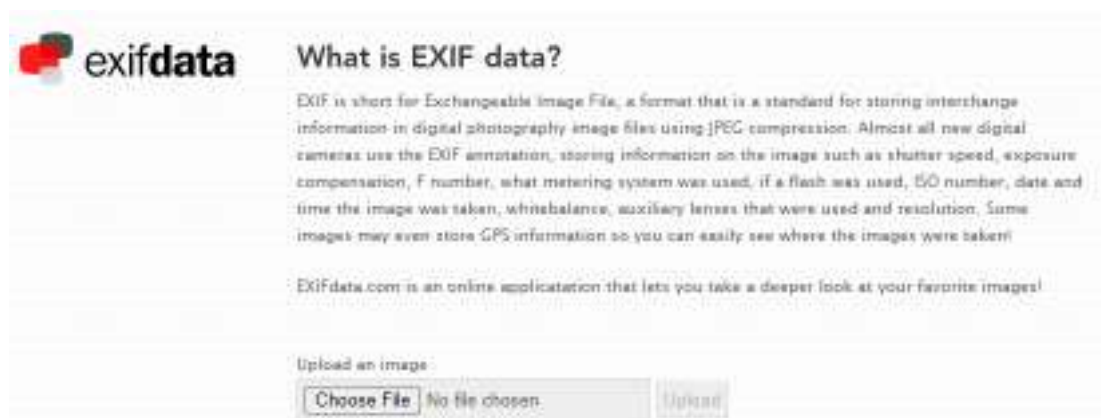 exifdata
What is EXIF data?
EXIF is short for Exchangeable Image File, a format that is a standard for storing interchange
information in digital photography image files using JPEG compression. Almost all new digital
cameras use the EXIF annotation, storing information on the image such as shutter speed, exposure
compensation, F number, what metering system was used, if a flash was used, ISO number, date and
time the image was taken, whitebalance, auxiliary lenses that were used and resolution. Some
images may even store GPS information so you can easily see where the images were taken!
EXIFdata.com is an online applicatation that lets you take a deeper look at your favorite images!
Upload an image
Choose File No file chosen Upload